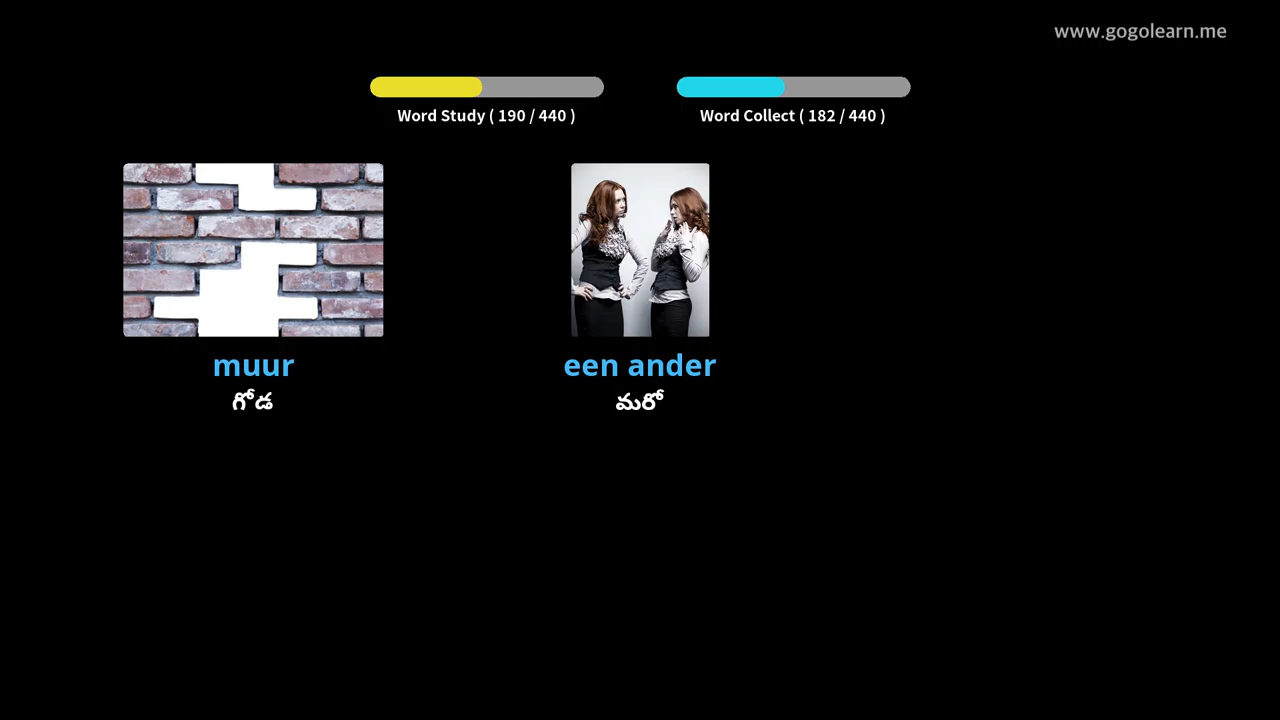 www.gogolearn.me
Word Study ( 190 / 440 )
Word Collect ( 182 / 440 )
muur
గోడ
een ander
మరో